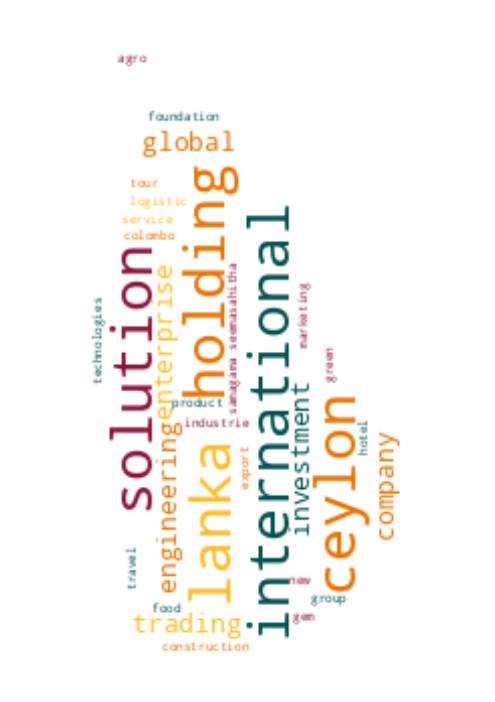 agro
foundation
global
tour
logistic
service
colombo
holding
international
solution
enterprise
samagama seemasahitha
marketing
technologies
green
product
industrie
investment
ceylon
hotel
company
engineering
lanka
export
travel
new
group
food
gem
trading
construction